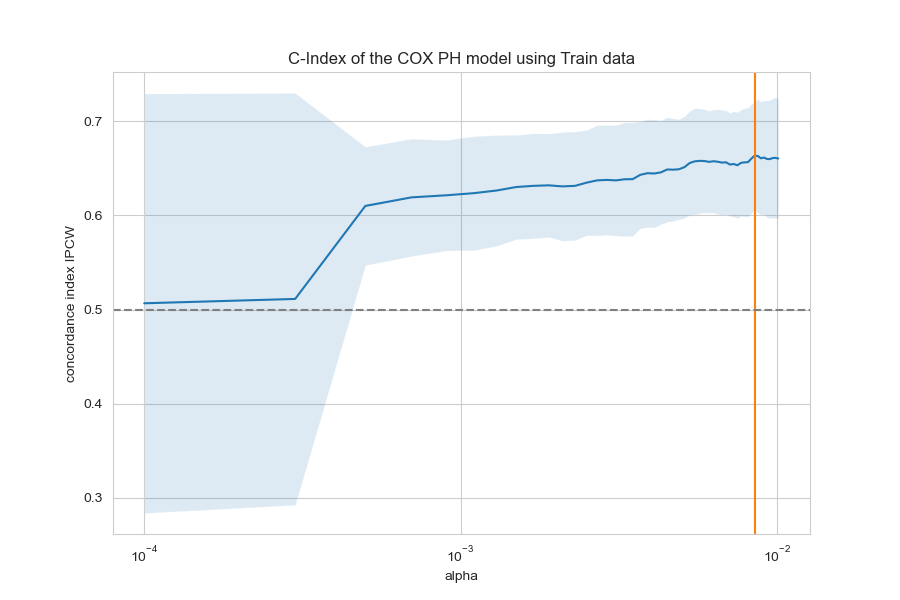 C-Index of the COX PH model using Train data
concordance index IPCW
0.7
0.6
0.5
0.4
0.3
10⁻⁴
10⁻³
10⁻²
alpha